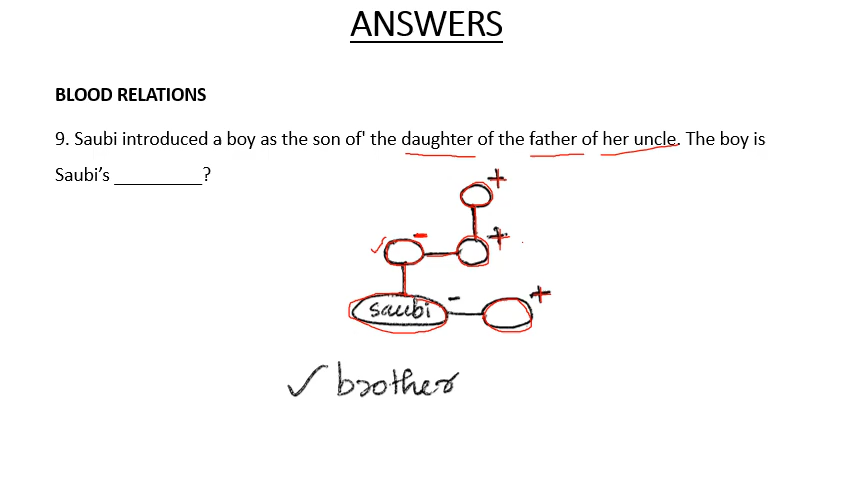 ANSWERS
BLOOD RELATIONS
9. Saubi introduced a boy as the son of' the daughter of the father of her uncle. The boy is
Saubi’s _________?
+
- +
saubi - +
✓ brother